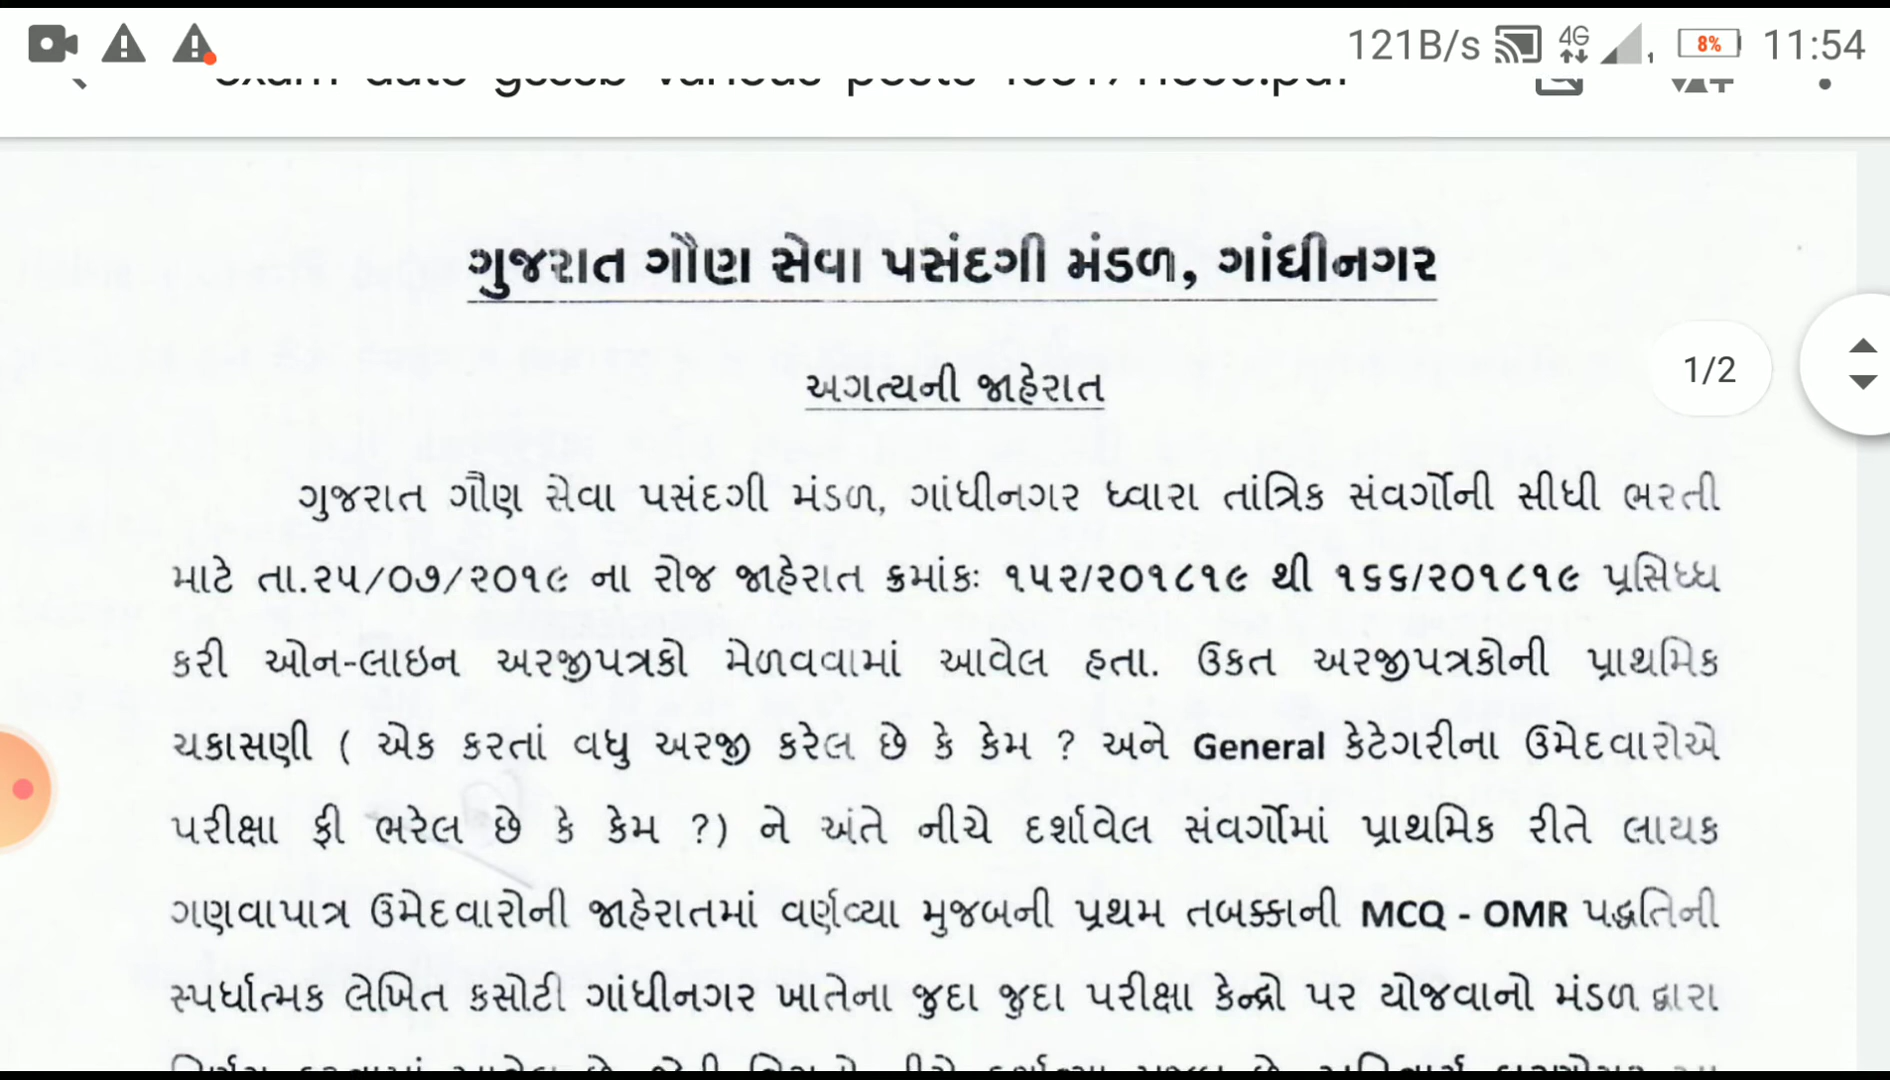 121B/s 4G 1 8% 11:54
ગુજરાત ગૌણ સેવા પસંદગી મંડળ, ગાંધીનગર
1/2
અગત્યની જાહેરાત
ગુજરાત ગૌણ સેવા પસંદગી મંડળ, ગાંધીનગર ધ્વારા તાંત્રિક સંવર્ગોની સીધી ભરતી
માટે તા.૨૫/૦૭/૨૦૧૯ ના રોજ જાહેરાત ક્રમાંકઃ ૧૫૨/૨૦૧૮૧૯ થી ૧૬૬/૨૦૧૮૧૯ પ્રસિધ્ધ
કરી ઓન-લાઇન અરજીપત્રકો મેળવવામાં આવેલ હતા. ઉકત અરજીપત્રકોની પ્રાથમિક
ચકાસણી ( એક કરતાં વધુ અરજી કરેલ છે કે કેમ ? અને General કેટેગરીના ઉમેદવારોએ
પરીક્ષા ફી ભરેલ છે કે કેમ ?) ને અંતે નીચે દર્શાવેલ સંવર્ગોમાં પ્રાથમિક રીતે લાયક
ગણવાપાત્ર ઉમેદવારોની જાહેરાતમાં વર્ણવ્યા મુજબની પ્રથમ તબક્કાની MCQ - OMR પદ્ધતિની
સ્પર્ધાત્મક લેખિત કસોટી ગાંધીનગર ખાતેના જુદા જુદા પરીક્ષા કેન્દ્રો પર યોજવાનો મંડળ દ્વારા